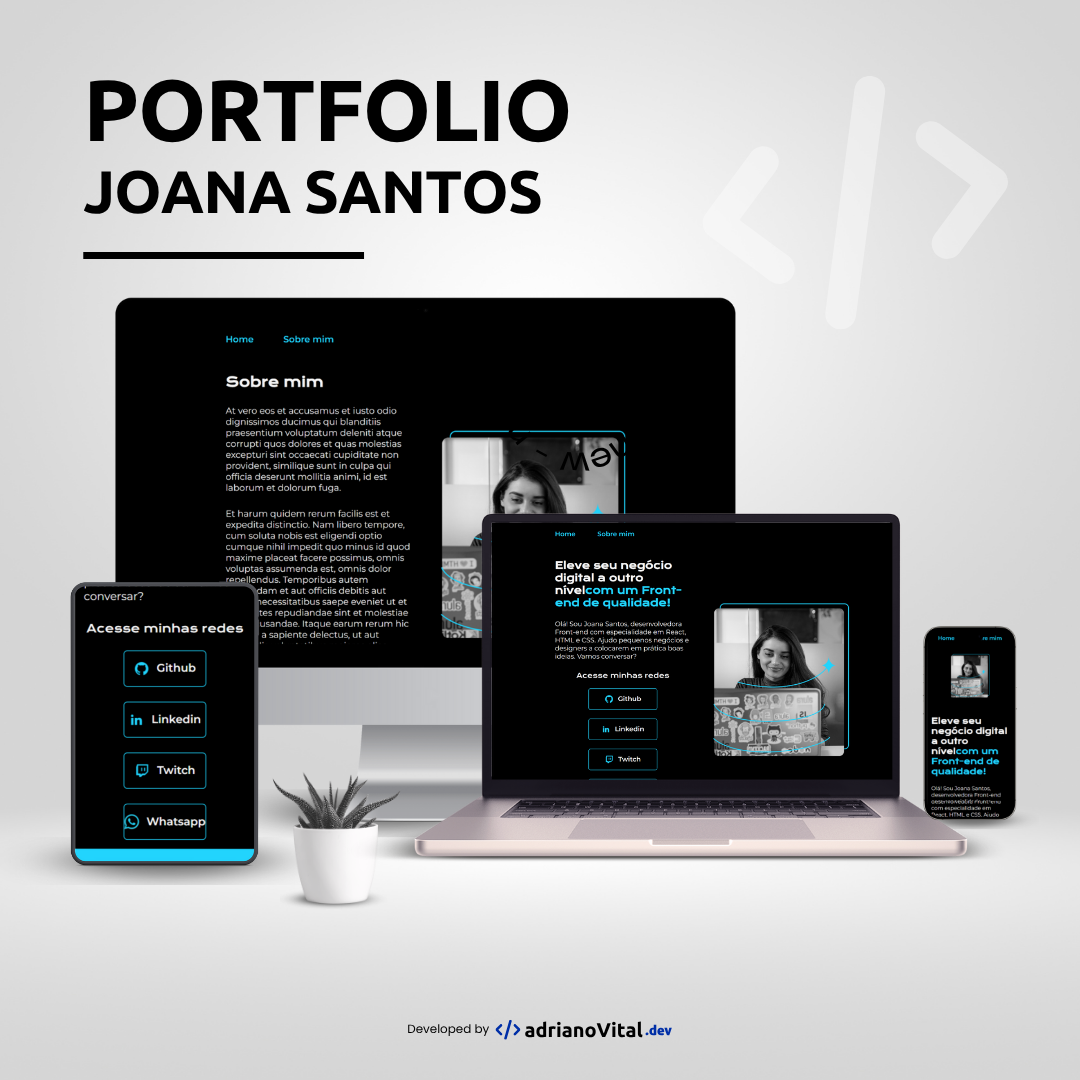 PORTFOLIO
JOANA SANTOS
Home Sobre mim
Sobre mim
At vero eos et accusamus et iusto odio
dignissimos ducimus qui blanditiis
praesentium voluptatum deleniti atque
corrupti quos dolores et quas molestias
excepturi sint occaecati cupiditate non
provident, similique sunt in culpa qui
officia deserunt mollitia animi, id est
laborum et dolorum fuga.
Et harum quidem rerum facilis est et
expedita distinctio. Nam libero tempore,
cum soluta nobis est eligendi optio
cumque nihil impedit quo minus id quod
maxime placeat facere possimus, omnis
voluptas assumenda est, omnis dolor
repellendus. Temporibus autem
dam et aut officiis debitis aut
necessitatibus saepe eveniet ut et
tes repudiandae sint et molestiae
usandae. Itaque earum rerum hic
a sapiente delectus, ut aut
new
conversar?
Acesse minhas redes
Github
Linkedin
Twitch
Whatsapp
Home Sobre mim
Eleve seu negócio
digital a outro
nívelcom um Front-
end de qualidade!
Olá! Sou Joana Santos, desenvolvedora
Front-end com especialidade em React,
HTML e CSS. Ajudo pequenos negócios e
designers a colocarem em prática boas
ideias. Vamos conversar?
Acesse minhas redes
Github
Linkedin
Twitch
Home re mim
Eleve seu
negócio digital
a outro
nívelcom um
Front-end de
qualidade!
Olá! Sou Joana Santos,
desenvolvedora Front-end
com especialidade em
React, HTML e CSS. Ajudo
Developed by </> adrianoVital.dev